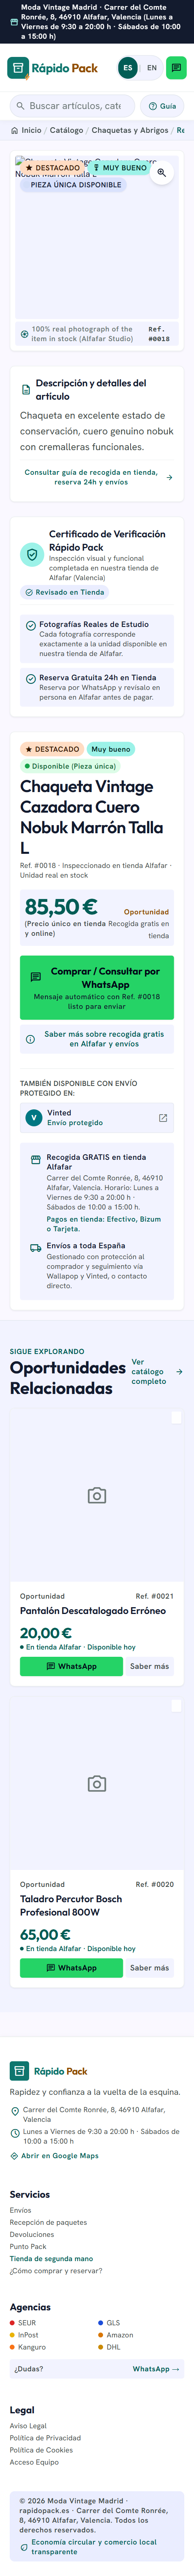 Moda Vintage Madrid · Carrer del Comte
Ronrée, 8, 46910 Alfafar, Valencia (Lunes a
Viernes de 9:30 a 20:00 h · Sábados de 10:00
a 15:00 h)
Rápido Pack
ES EN
Buscar artículos, catá
Guía
Inicio / Catálogo / Chaquetas y Abrigos / Re
DESTACADO MUY BUENO
PIEZA ÚNICA DISPONIBLE
100% real photograph of the
item in stock (Alfafar Studio)
Ref.
#0018
Descripción y detalles del
artículo
Chaqueta en excelente estado de
conservación, cuero genuino nobuk
con cremalleras funcionales.
Consultar guía de recogida en tienda,
reserva 24h y envíos
Certificado de Verificación
Rápido Pack
Inspección visual y funcional
completada en nuestra tienda de
Alfafar (Valencia)
Revisado en Tienda
Fotografías Reales de Estudio
Cada fotografía corresponde
exactamente a la unidad disponible en
nuestra tienda de Alfafar.
Reserva Gratuita 24h en Tienda
Reserva por WhatsApp y revísalo en
persona en Alfafar antes de pagar.
DESTACADO Muy bueno
Disponible (Pieza única)
Chaqueta Vintage
Cazadora Cuero
Nobuk Marrón Talla
L
Ref. #0018 · Inspeccionado en tienda Alfafar ·
Unidad real en stock
85,50 € Oportunidad
(Precio único en tienda
y online)
Recogida gratis en
tienda
Comprar / Consultar por
WhatsApp
Mensaje automático con Ref. #0018
listo para enviar
Saber más sobre recogida gratis
en Alfafar y envíos
TAMBIÉN DISPONIBLE CON ENVÍO
PROTEGIDO EN:
V
Vinted
Envío protegido
Recogida GRATIS en tienda
Alfafar
Carrer del Comte Ronrée, 8, 46910
Alfafar, Valencia. Horario: Lunes a
Viernes de 9:30 a 20:00 h ·
Sábados de 10:00 a 15:00 h.
Pagos en tienda: Efectivo, Bizum
o Tarjeta.
Envíos a toda España
Gestionado con protección al
comprador y seguimiento vía
Wallapop y Vinted, o contacto
directo.
SIGUE EXPLORANDO
Oportunidades
Relacionadas
Ver
catálogo
completo
Oportunidad Ref. #0021
Pantalón Descatalogado Erróneo
20,00 €
En tienda Alfafar · Disponible hoy
WhatsApp Saber más
Oportunidad Ref. #0020
Taladro Percutor Bosch
Profesional 800W
65,00 €
En tienda Alfafar · Disponible hoy
WhatsApp Saber más
Rápido Pack
Rapidez y confianza a la vuelta de la esquina.
Carrer del Comte Ronrée, 8, 46910 Alfafar,
Valencia
Lunes a Viernes de 9:30 a 20:00 h · Sábados de
10:00 a 15:00 h
Abrir en Google Maps
Servicios
Envíos
Recepción de paquetes
Devoluciones
Punto Pack
Tienda de segunda mano
¿Cómo comprar y reservar?
Agencias
SEUR GLS
InPost Amazon
Kanguro DHL
¿Dudas? WhatsApp →
Legal
Aviso Legal
Política de Privacidad
Política de Cookies
Acceso Equipo
© 2026 Moda Vintage Madrid ·
rapidopack.es · Carrer del Comte Ronrée,
8, 46910 Alfafar, Valencia. Todos los
derechos reservados.
Economía circular y comercio local
transparente